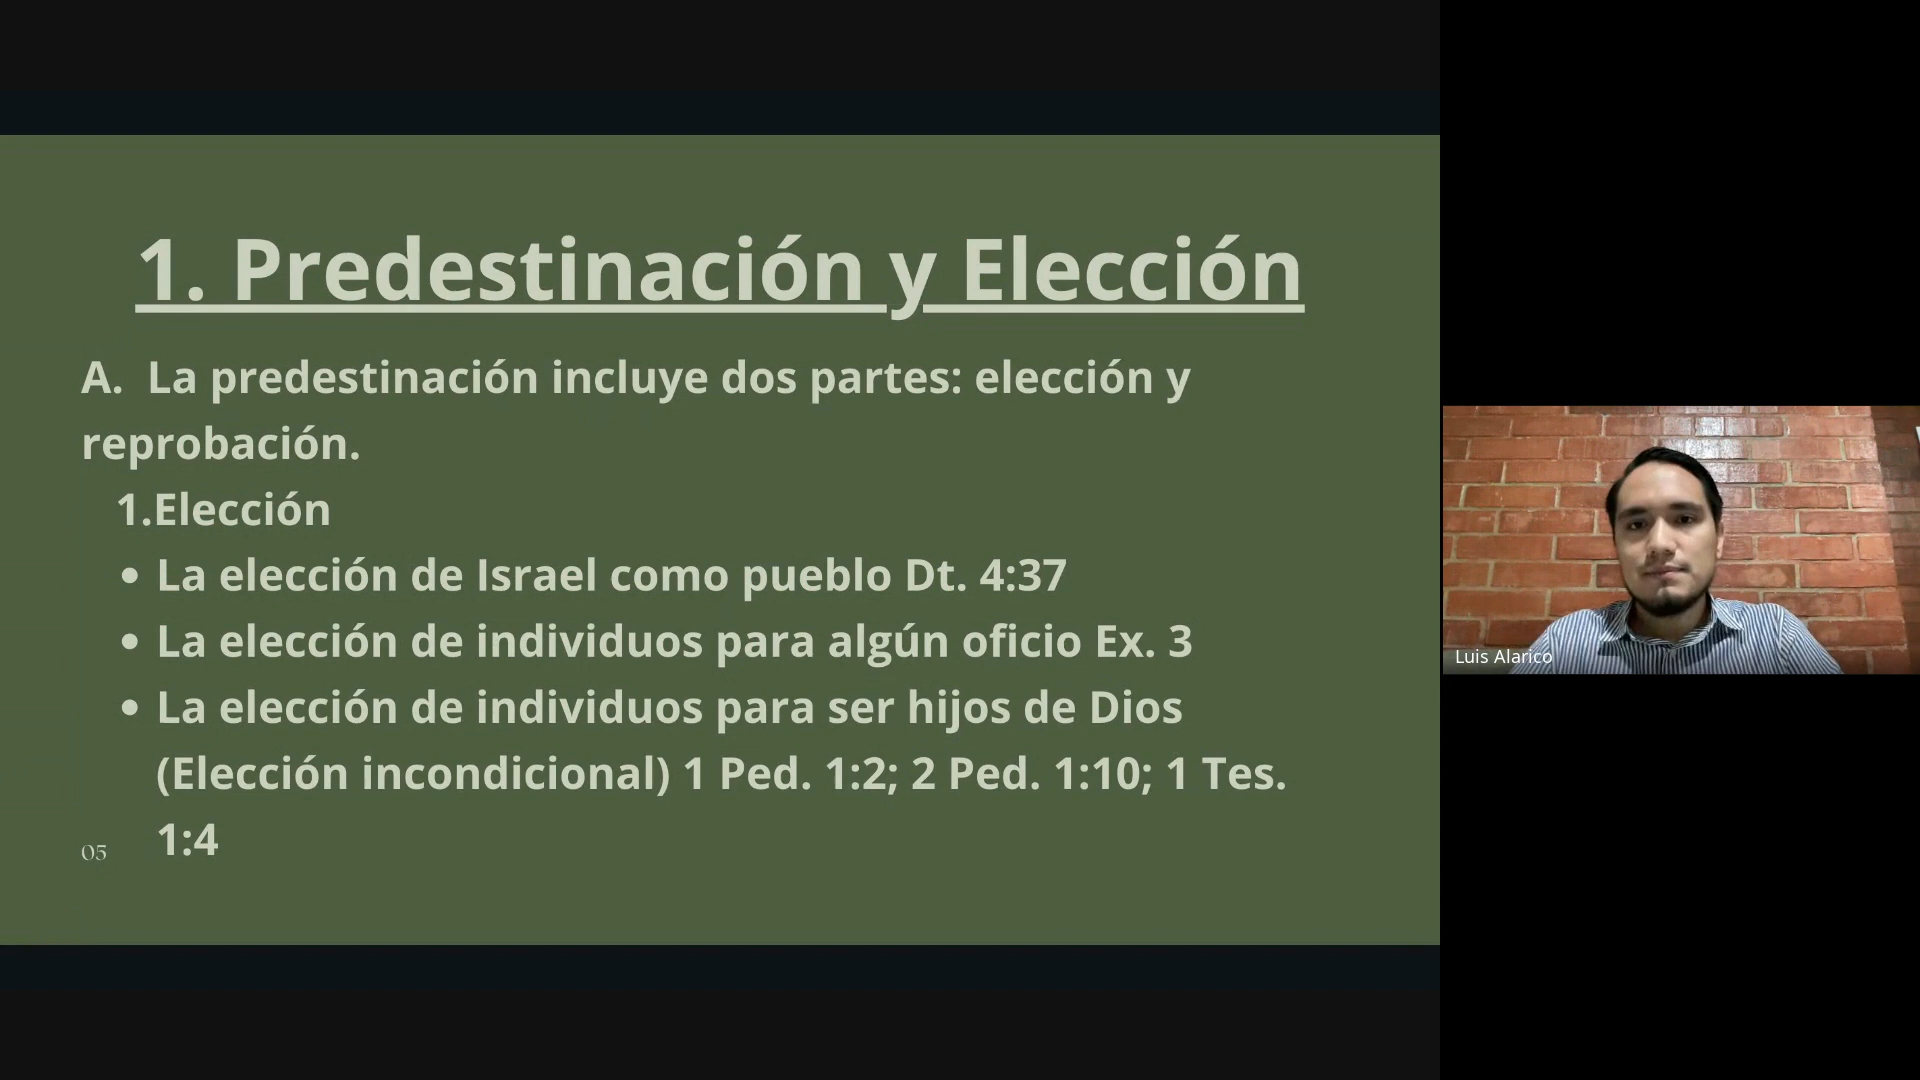 1. Predestinación y Elección
A. La predestinación incluye dos partes: elección y
reprobación.
1.Elección
• La elección de Israel como pueblo Dt. 4:37
• La elección de individuos para algún oficio Ex. 3
• La elección de individuos para ser hijos de Dios
(Elección incondicional) 1 Ped. 1:2; 2 Ped. 1:10; 1 Tes.
1:4
05
Luis Alarico